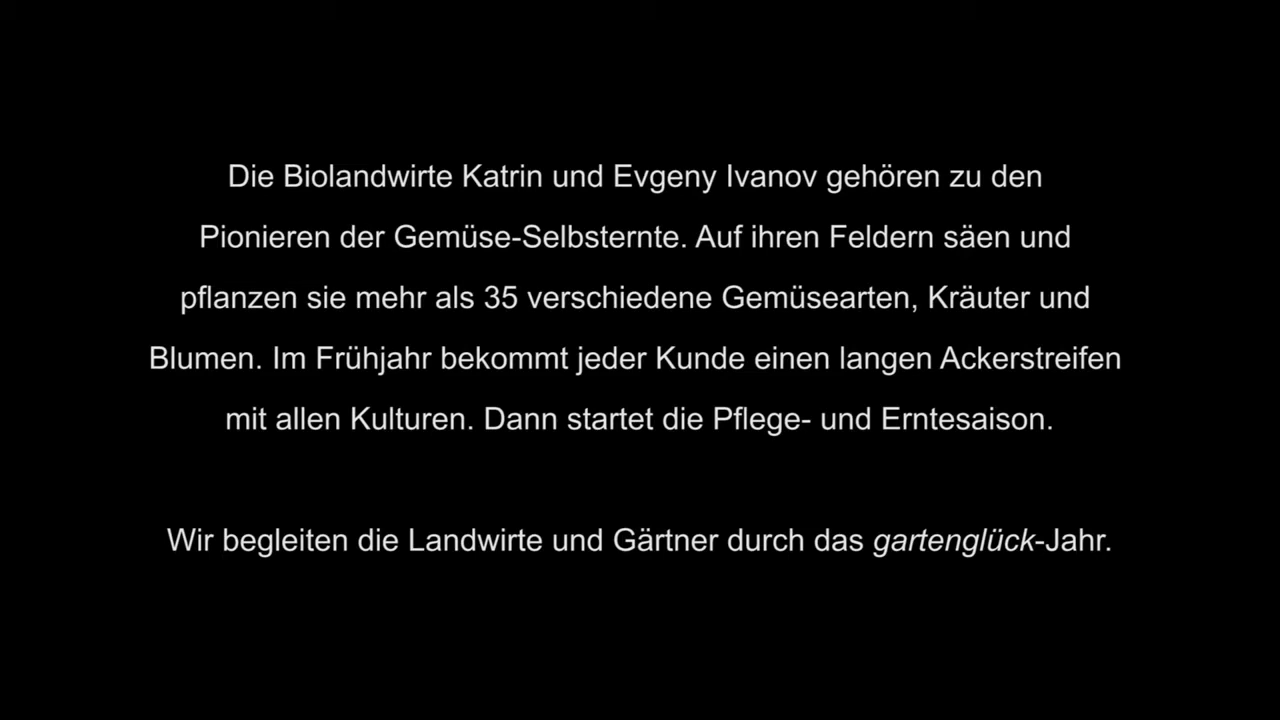 Die Biolandwirte Katrin und Evgeny Ivanov gehören zu den
Pionieren der Gemüse-Selbsternte. Auf ihren Feldern säen und
pflanzen sie mehr als 35 verschiedene Gemüsearten, Kräuter und
Blumen. Im Frühjahr bekommt jeder Kunde einen langen Ackerstreifen
mit allen Kulturen. Dann startet die Pflege- und Erntesaison.
Wir begleiten die Landwirte und Gärtner durch das gartenglück-Jahr.